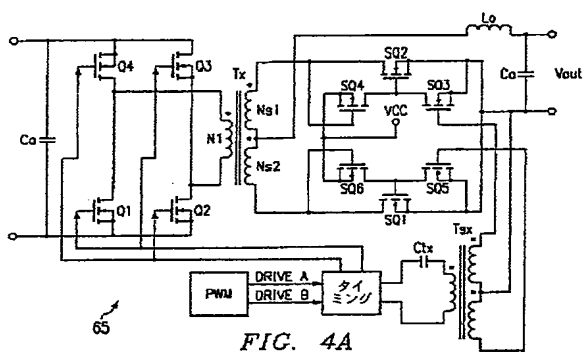 Lo
Q4
Q3
Tx
SQ2
Ns1
SQ4
SQ3
Co
Vout
VCC
Ca
N1
Ns2
SQ6
SQ5
Q1
Q2
SQ1
Tsx
Ctx
PWM
DRIVE A
DRIVE B
タイ
ミング
65
FIG. 4A